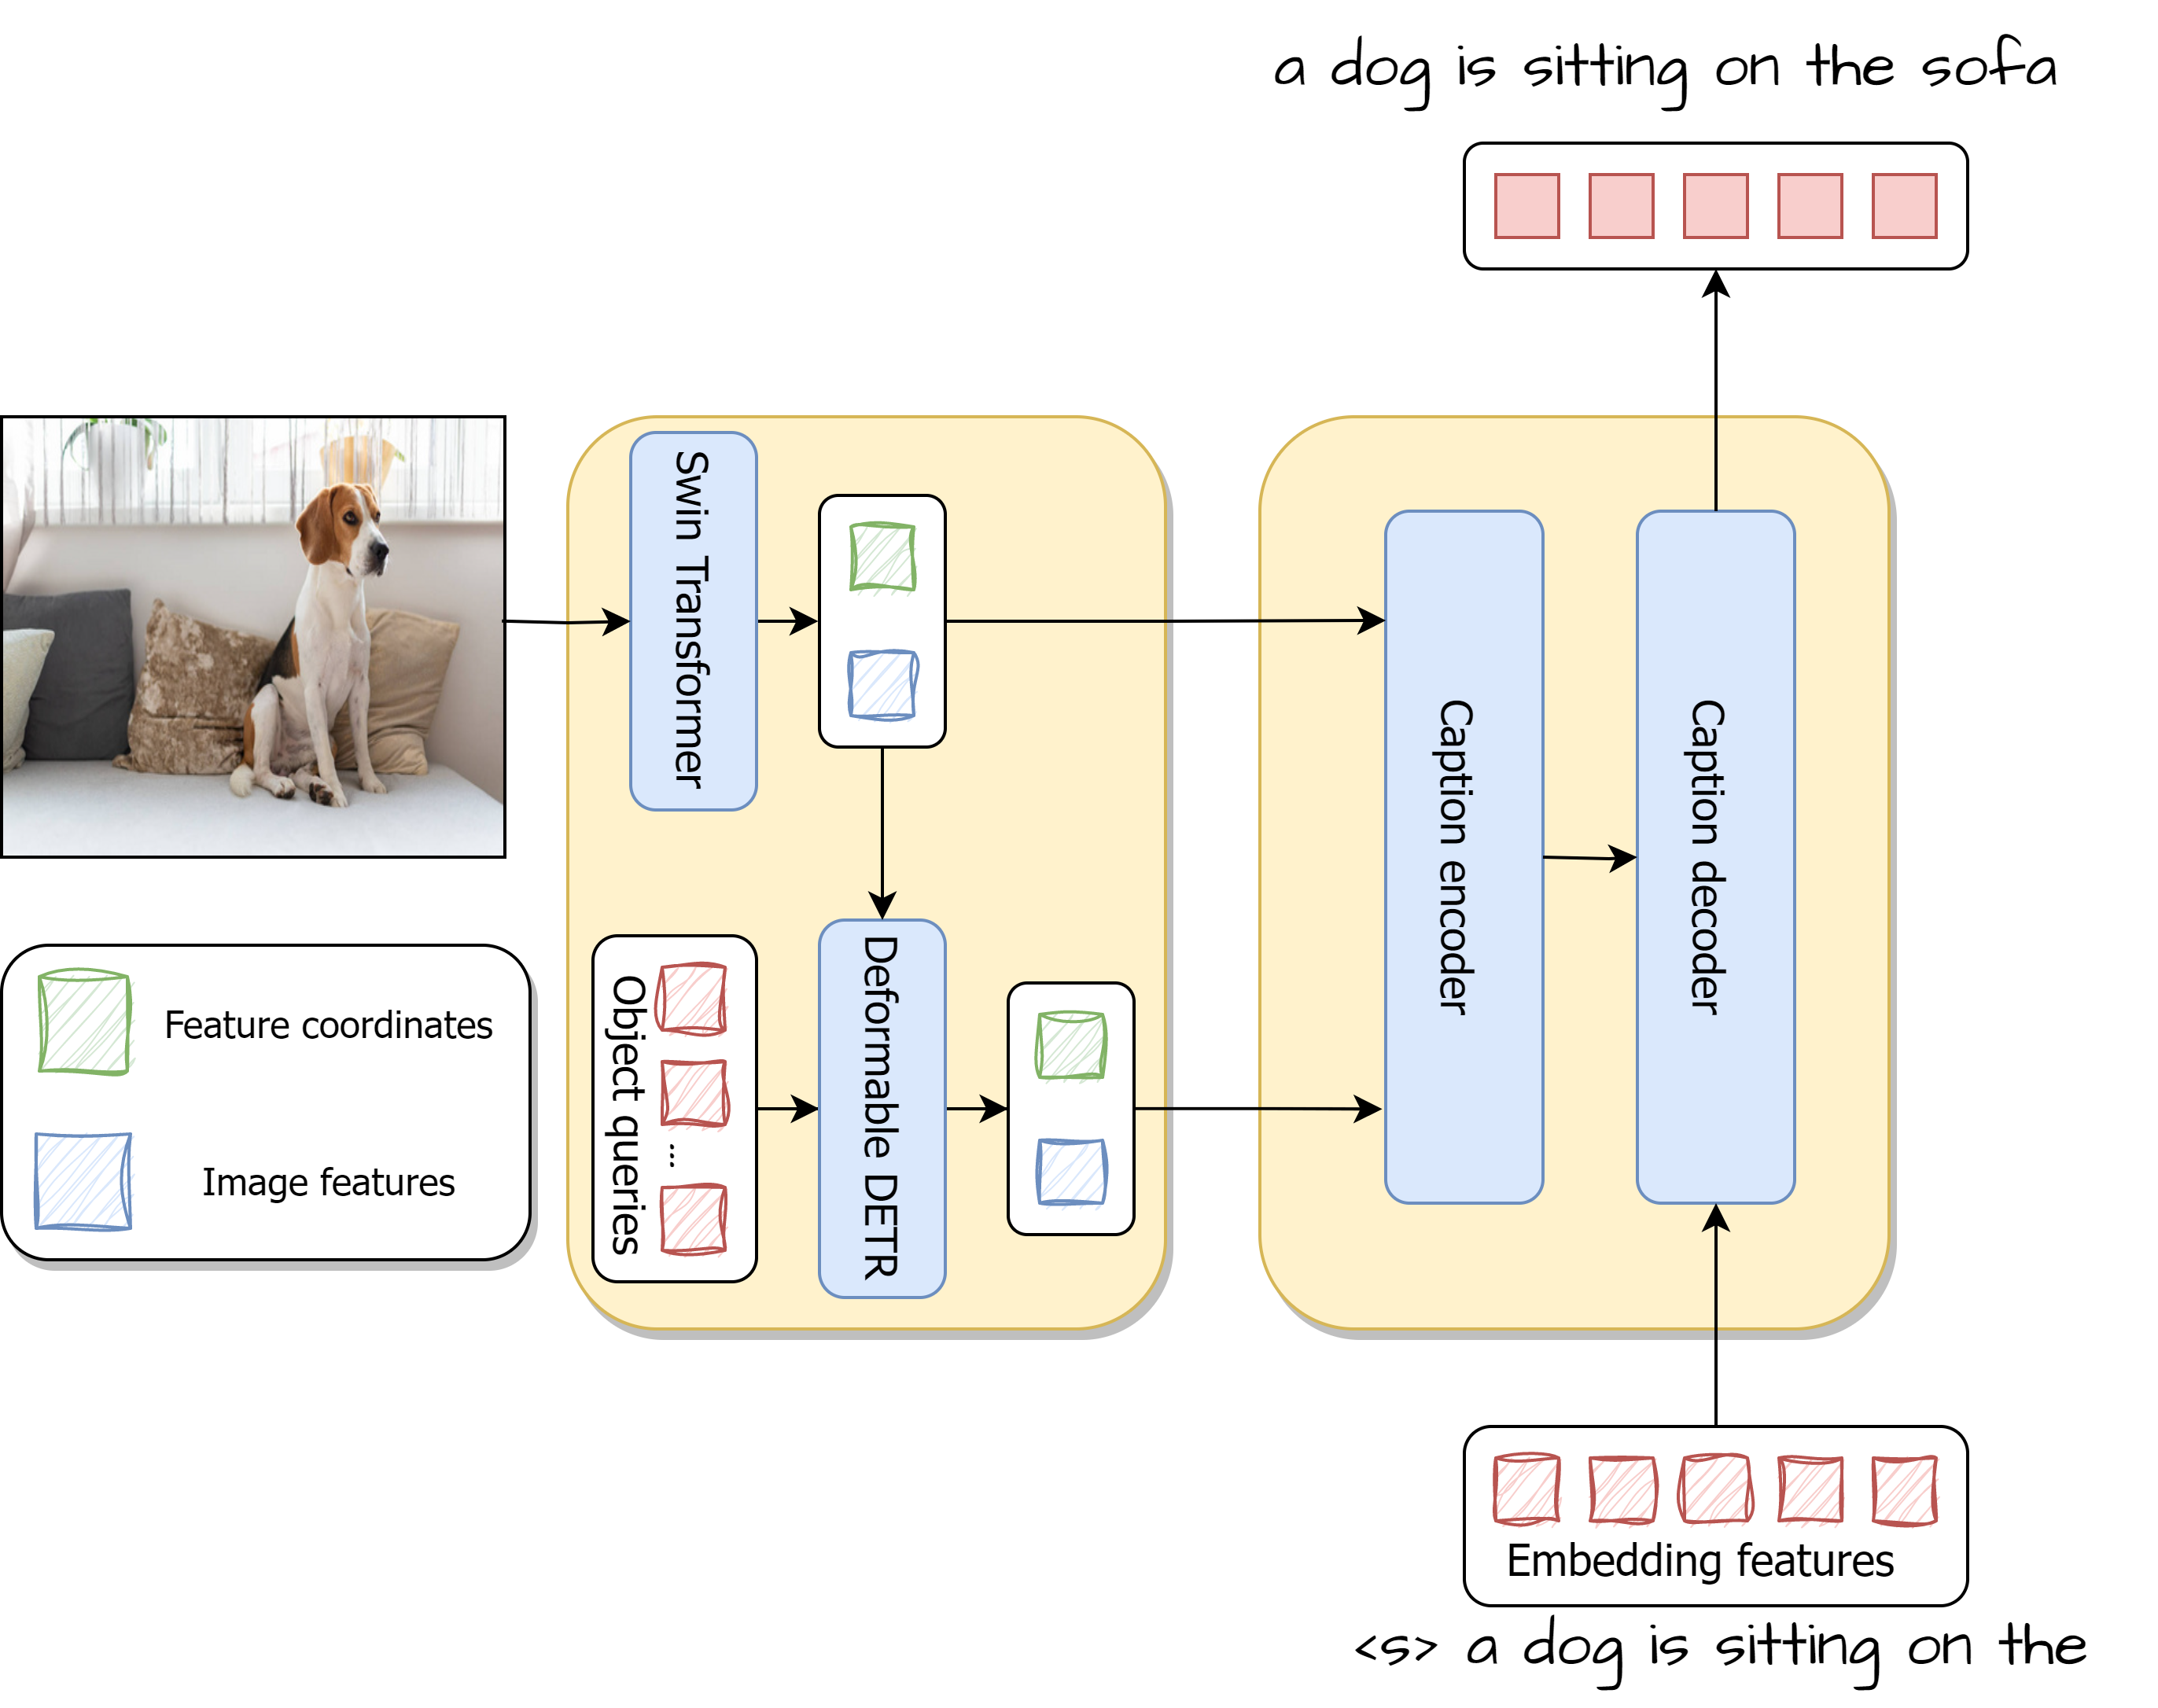 a dog is sitting on the sofa
Swin Transformer
Feature coordinates
Image features
Object queries
...
Deformable DETR
Caption encoder
Caption decoder
Embedding features
<s> a dog is sitting on the